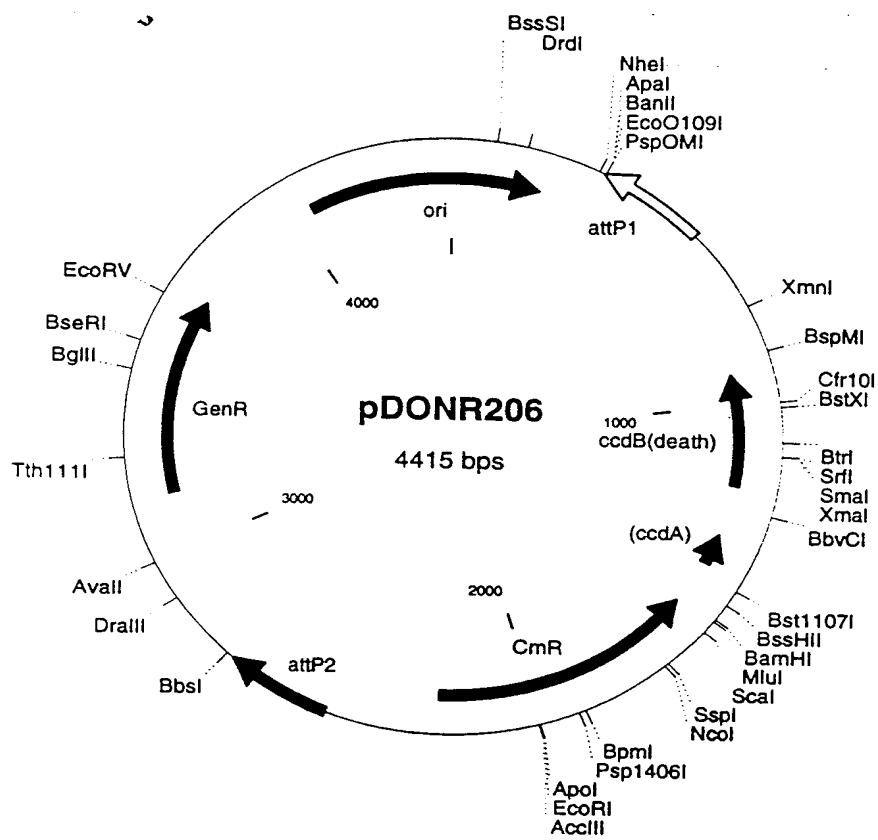 BssSI
DrdI
NheI
ApaI
BanII
EcoO109I
PspOMI
attP1
ori
EcoRV
4000
XmnI
BseRI
BspMI
BglII
Cfr10I
BstXI
GenR
pDONR206
1000
ccdB(death)
4415 bps
BtrI
Tth111I
SrfI
SmaI
XmaI
3000
(ccdA)
BbvCI
AvaII
2000
DraIII
Bst1107I
BssHII
CmR
BamHI
attP2
MluI
BbsI
ScaI
SspI
NcoI
BpmI
Psp1406I
ApoI
EcoRI
AccIII